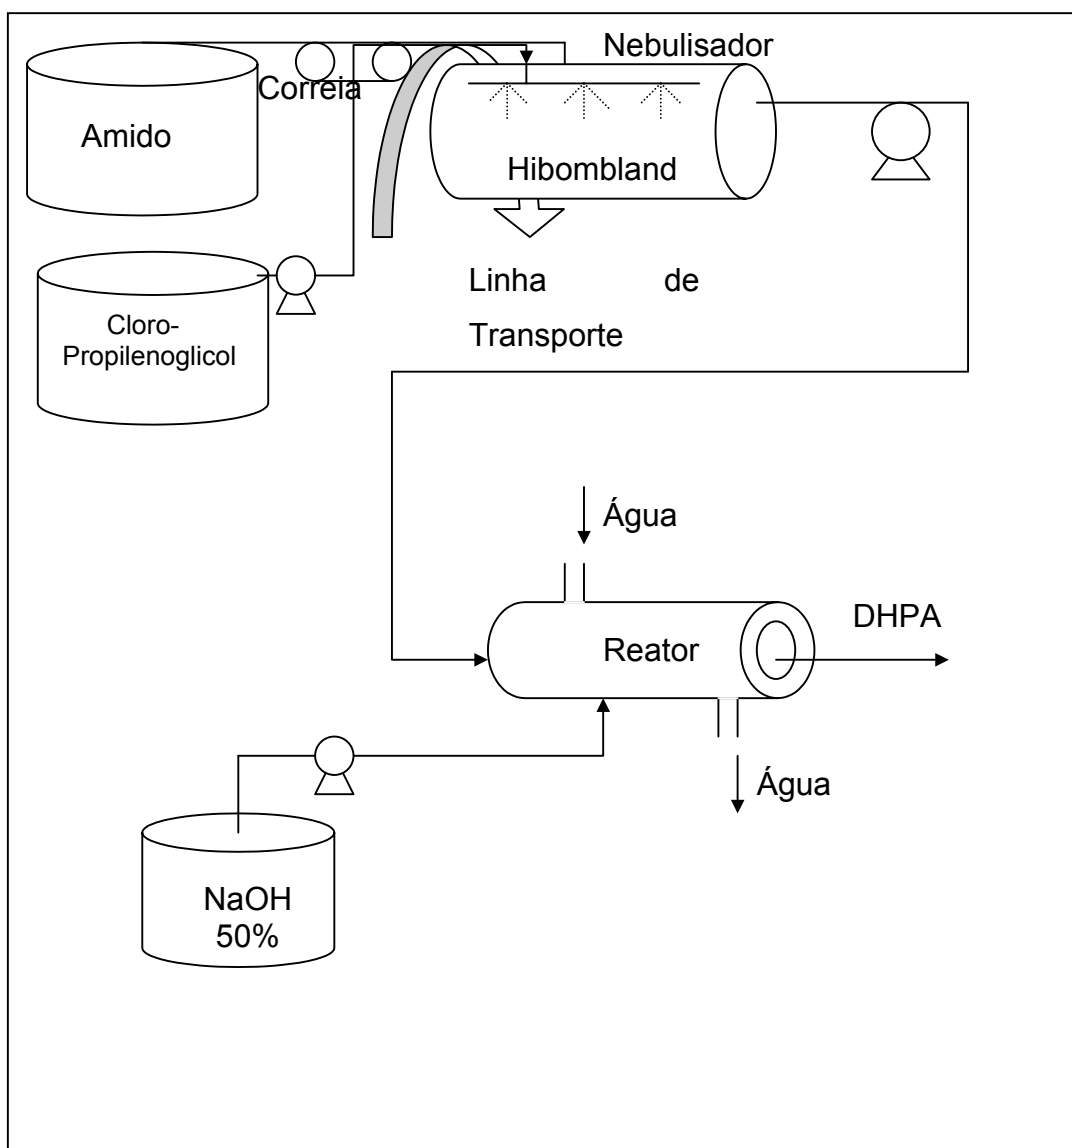 Nebulisador
Correia
Amido
Hibombland
Linha de
Transporte
Cloro-
Propilenoglicol
Água
DHPA
Reator
Água
NaOH
50%